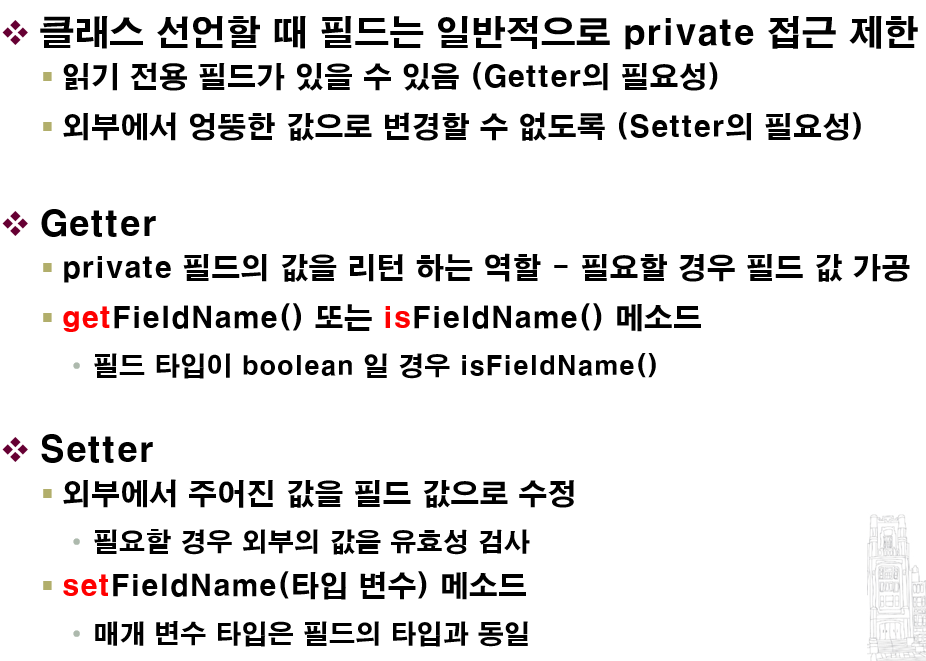 ❖ 클래스 선언할 때 필드는 일반적으로 private 접근 제한
▪ 읽기 전용 필드가 있을 수 있음 (Getter의 필요성)
▪ 외부에서 엉뚱한 값으로 변경할 수 없도록 (Setter의 필요성)
❖ Getter
▪ private 필드의 값을 리턴 하는 역할 - 필요할 경우 필드 값 가공
▪ getFieldName() 또는 isFieldName() 메소드
• 필드 타입이 boolean 일 경우 isFieldName()
❖ Setter
▪ 외부에서 주어진 값을 필드 값으로 수정
• 필요할 경우 외부의 값을 유효성 검사
▪ setFieldName(타입 변수) 메소드
• 매개 변수 타입은 필드의 타입과 동일